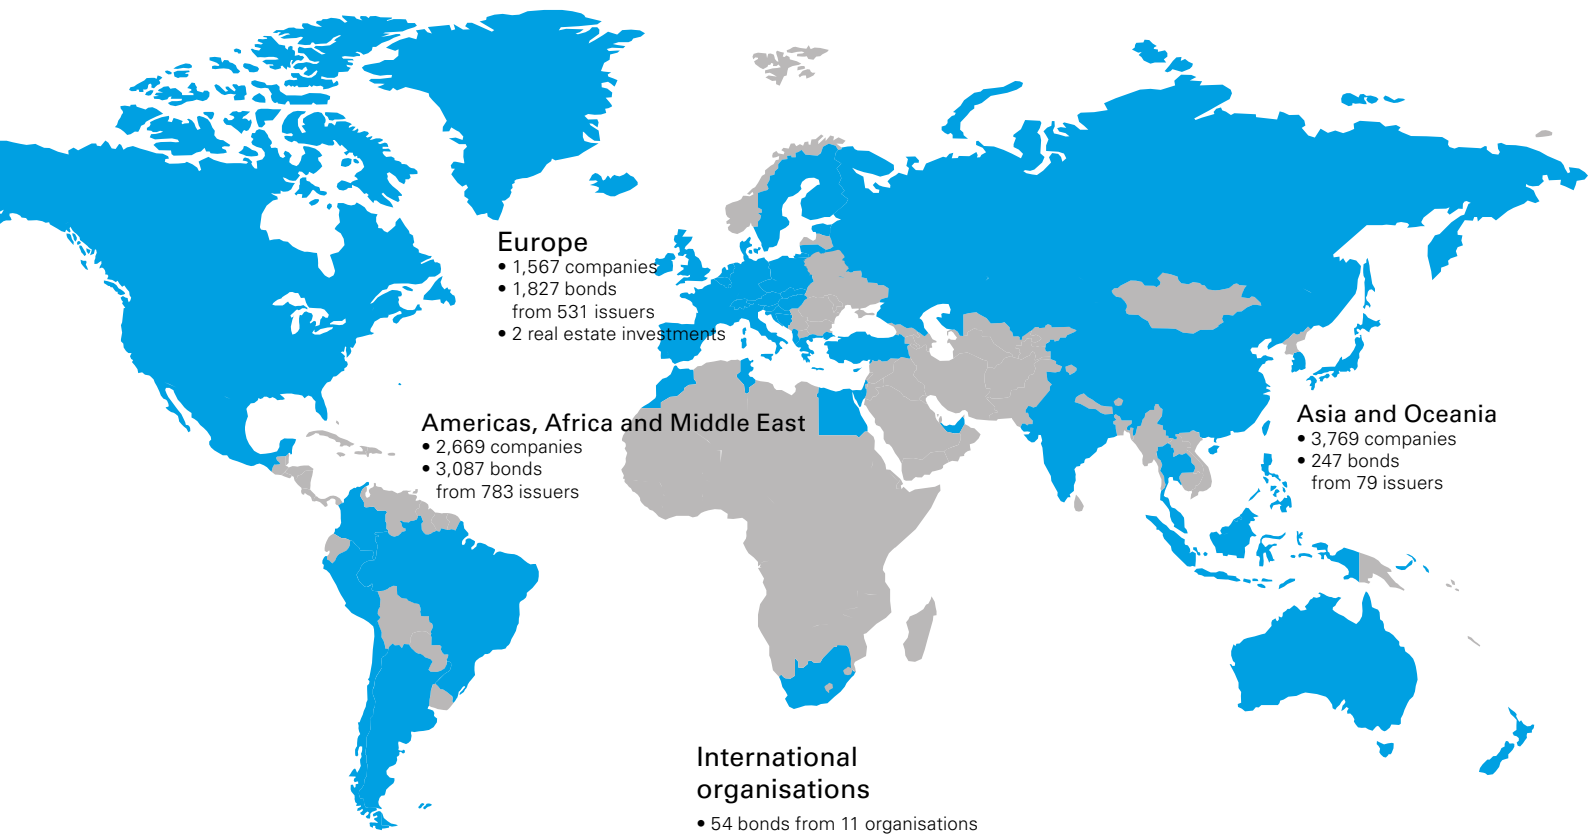 Europe
• 1,567 companies
• 1,827 bonds
from 531 issuers
• 2 real estate investments
Americas, Africa and Middle East
• 2,669 companies
• 3,087 bonds
from 783 issuers
Asia and Oceania
• 3,769 companies
• 247 bonds
from 79 issuers
International
organisations
• 54 bonds from 11 organisations